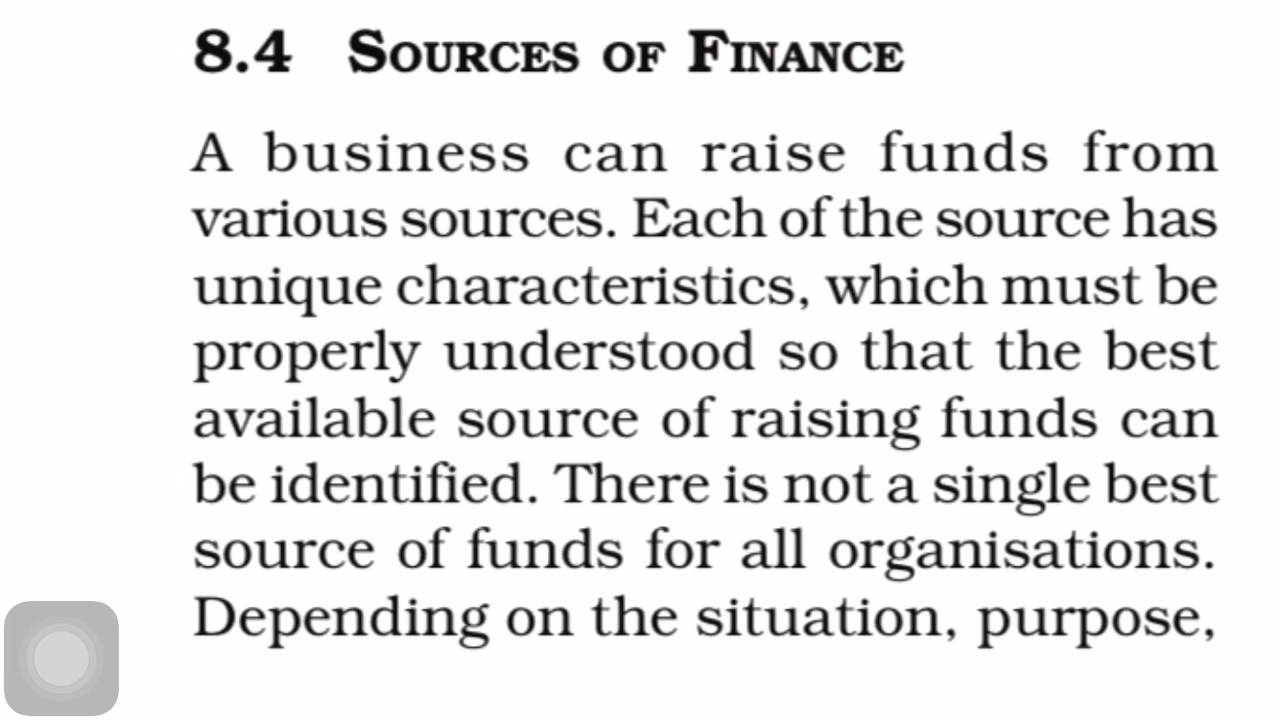 8.4 Sources of Finance
A business can raise funds from
various sources. Each of the source has
unique characteristics, which must be
properly understood so that the best
available source of raising funds can
be identified. There is not a single best
source of funds for all organisations.
Depending on the situation, purpose,